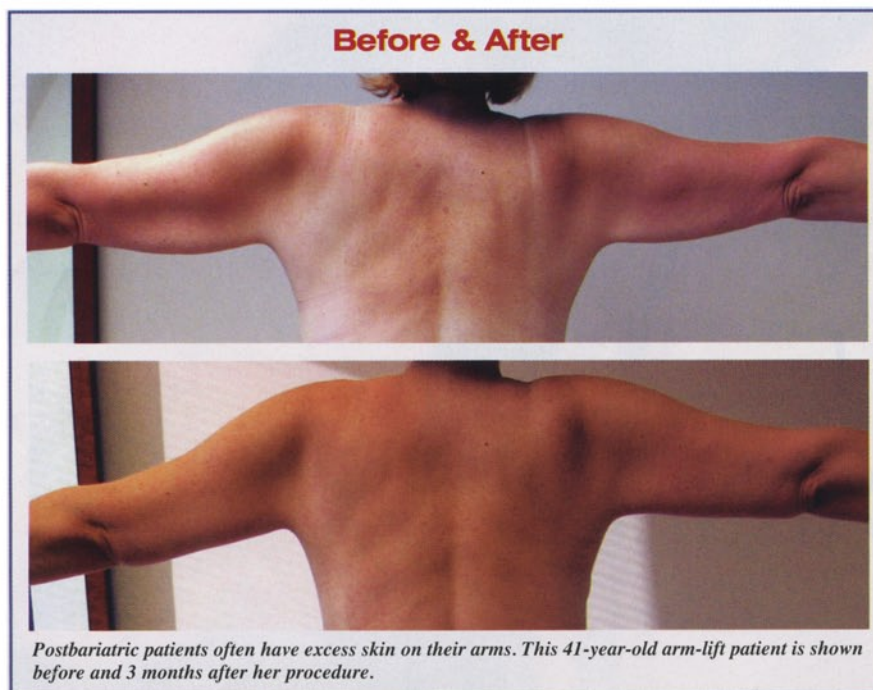 Before & After
Postbariatric patients often have excess skin on their arms. This 41-year-old arm-lift patient is shown
before and 3 months after her procedure.